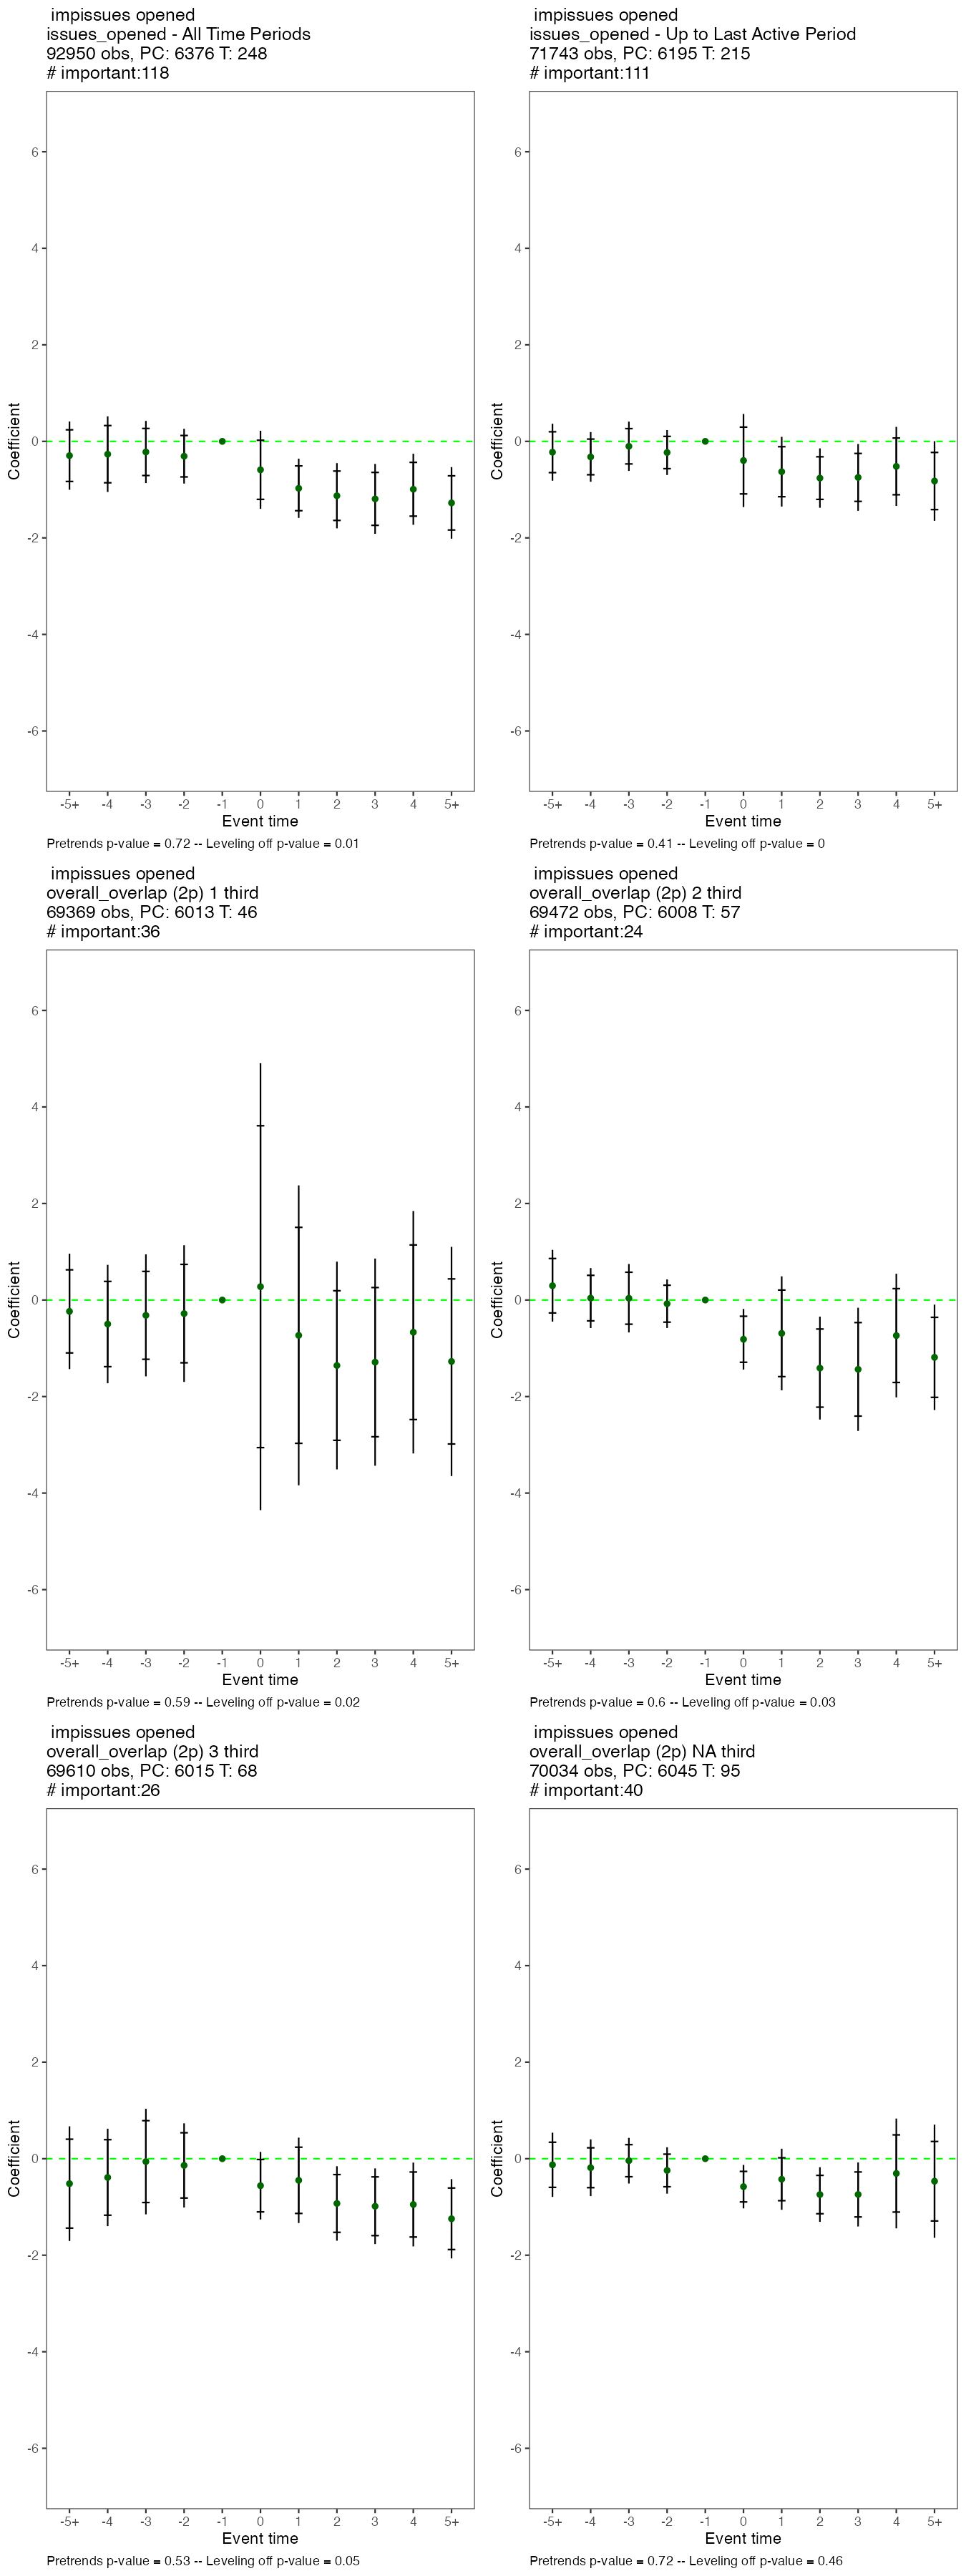 impissues opened
issues_opened - All Time Periods
92950 obs, PC: 6376 T: 248
# important:118
6
4
2
0
-2
-4
-6
Coefficient
-5+ -4 -3 -2 -1 0 1 2 3 4 5+
Event time
Pretrends p-value = 0.72 -- Leveling off p-value = 0.01
impissues opened
issues_opened - Up to Last Active Period
71743 obs, PC: 6195 T: 215
# important:111
6
4
2
0
-2
-4
-6
Coefficient
-5+ -4 -3 -2 -1 0 1 2 3 4 5+
Event time
Pretrends p-value = 0.41 -- Leveling off p-value = 0
impissues opened
overall_overlap (2p) 1 third
69369 obs, PC: 6013 T: 46
# important:36
6
4
2
0
-2
-4
-6
Coefficient
-5+ -4 -3 -2 -1 0 1 2 3 4 5+
Event time
Pretrends p-value = 0.59 -- Leveling off p-value = 0.02
impissues opened
overall_overlap (2p) 2 third
69472 obs, PC: 6008 T: 57
# important:24
6
4
2
0
-2
-4
-6
Coefficient
-5+ -4 -3 -2 -1 0 1 2 3 4 5+
Event time
Pretrends p-value = 0.6 -- Leveling off p-value = 0.03
impissues opened
overall_overlap (2p) 3 third
69610 obs, PC: 6015 T: 68
# important:26
6
4
2
0
-2
-4
-6
Coefficient
-5+ -4 -3 -2 -1 0 1 2 3 4 5+
Event time
Pretrends p-value = 0.53 -- Leveling off p-value = 0.05
impissues opened
overall_overlap (2p) NA third
70034 obs, PC: 6045 T: 95
# important:40
6
4
2
0
-2
-4
-6
Coefficient
-5+ -4 -3 -2 -1 0 1 2 3 4 5+
Event time
Pretrends p-value = 0.72 -- Leveling off p-value = 0.46